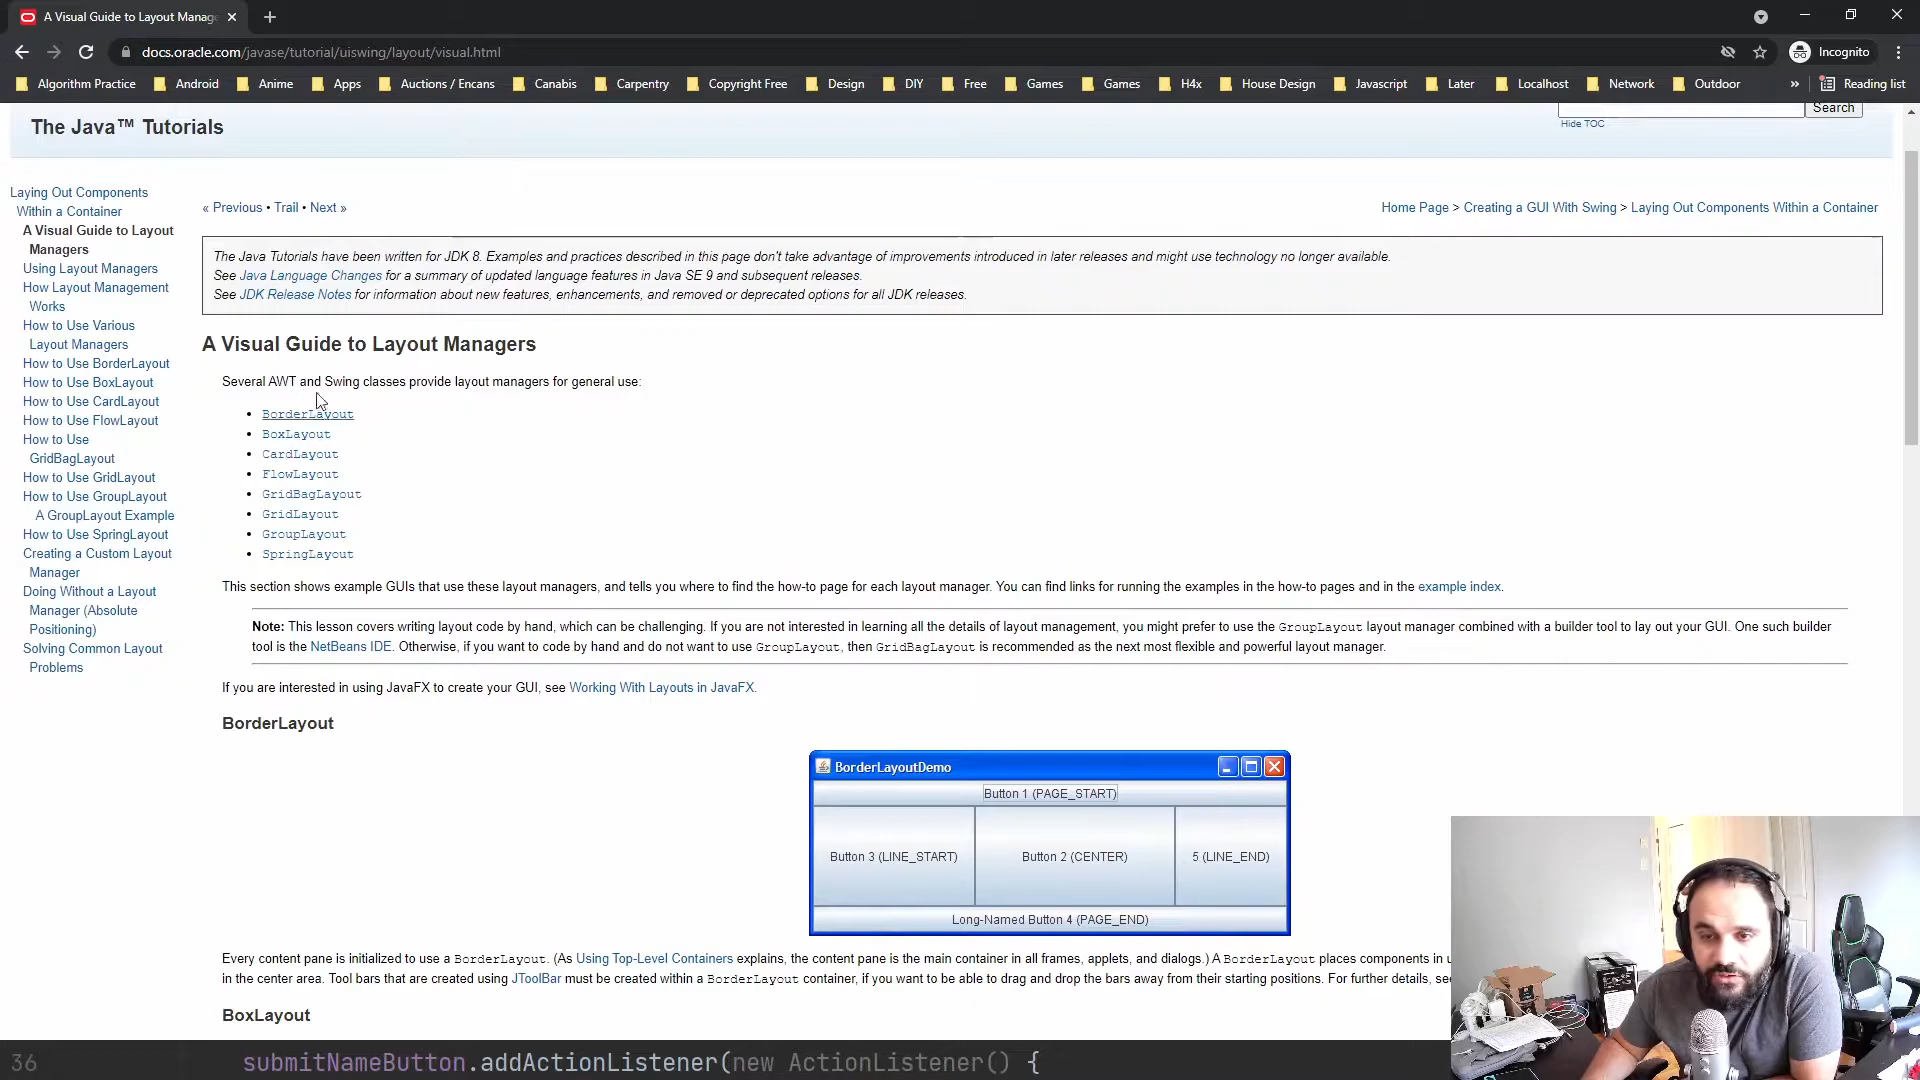 A Visual Guide to Layout Manag
docs.oracle.com/javase/tutorial/uiswing/layout/visual.html
Incognito
Algorithm Practice
Android
Anime
Apps
Auctions / Encans
Canabis
Carpentry
Copyright Free
Design
DIY
Free
Games
Games
H4x
House Design
Javascript
Later
Localhost
Network
Outdoor
»
Reading list
The Java™ Tutorials
Search
Hide TOC
Laying Out Components
Within a Container
A Visual Guide to Layout
Managers
Using Layout Managers
How Layout Management
Works
How to Use Various
Layout Managers
How to Use BorderLayout
How to Use BoxLayout
How to Use CardLayout
How to Use FlowLayout
How to Use
GridBagLayout
How to Use GridLayout
How to Use GroupLayout
A GroupLayout Example
How to Use SpringLayout
Creating a Custom Layout
Manager
Doing Without a Layout
Manager (Absolute
Positioning)
Solving Common Layout
Problems
« Previous • Trail • Next »
Home Page > Creating a GUI With Swing > Laying Out Components Within a Container
The Java Tutorials have been written for JDK 8. Examples and practices described in this page don't take advantage of improvements introduced in later releases and might use technology no longer available.
See Java Language Changes for a summary of updated language features in Java SE 9 and subsequent releases.
See JDK Release Notes for information about new features, enhancements, and removed or deprecated options for all JDK releases.
A Visual Guide to Layout Managers
Several AWT and Swing classes provide layout managers for general use:
• BorderLayout
• BoxLayout
• CardLayout
• FlowLayout
• GridBagLayout
• GridLayout
• GroupLayout
• SpringLayout
This section shows example GUIs that use these layout managers, and tells you where to find the how-to page for each layout manager. You can find links for running the examples in the how-to pages and in the example index.
Note: This lesson covers writing layout code by hand, which can be challenging. If you are not interested in learning all the details of layout management, you might prefer to use the GroupLayout layout manager combined with a builder tool to lay out your GUI. One such builder
tool is the NetBeans IDE. Otherwise, if you want to code by hand and do not want to use GroupLayout, then GridBagLayout is recommended as the next most flexible and powerful layout manager.
If you are interested in using JavaFX to create your GUI, see Working With Layouts in JavaFX.
BorderLayout
BorderLayoutDemo
Button 1 (PAGE_START)
Button 3 (LINE_START)
Button 2 (CENTER)
5 (LINE_END)
Long-Named Button 4 (PAGE_END)
Every content pane is initialized to use a BorderLayout. (As Using Top-Level Containers explains, the content pane is the main container in all frames, applets, and dialogs.) A BorderLayout places components in u
in the center area. Tool bars that are created using JToolBar must be created within a BorderLayout container, if you want to be able to drag and drop the bars away from their starting positions. For further details, se
BoxLayout
36 submitNameButton.addActionListener(new ActionListener() {